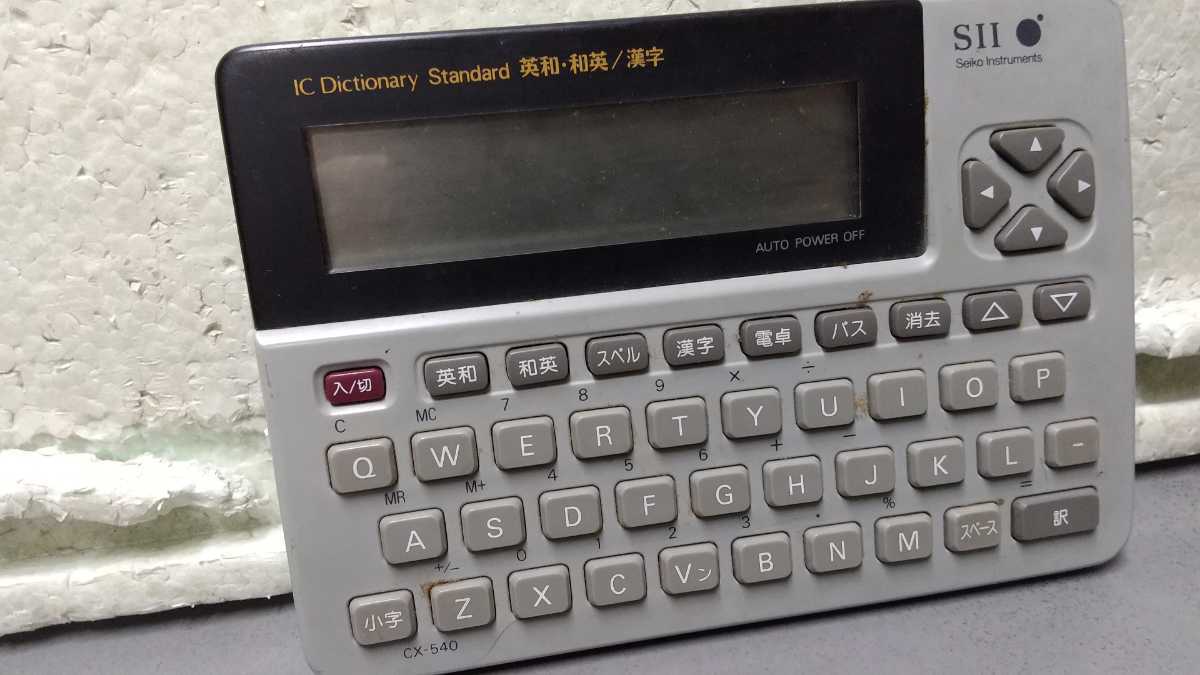 IC Dictionary Standard 英和・和英/漢字
SII
Seiko Instruments
AUTO POWER OFF
入/切 英和 和英 スペル 漢字 電卓 パス 消去 △ ▽
C MC 7 8 9 × ÷
Q W E R T Y U I O P
MR M+ 4 5 6 + −
A S D F G H J K L -
+/− 0 1 2 3 . % =
小字 Z X C Vン B N M スペース 訳
CX-540